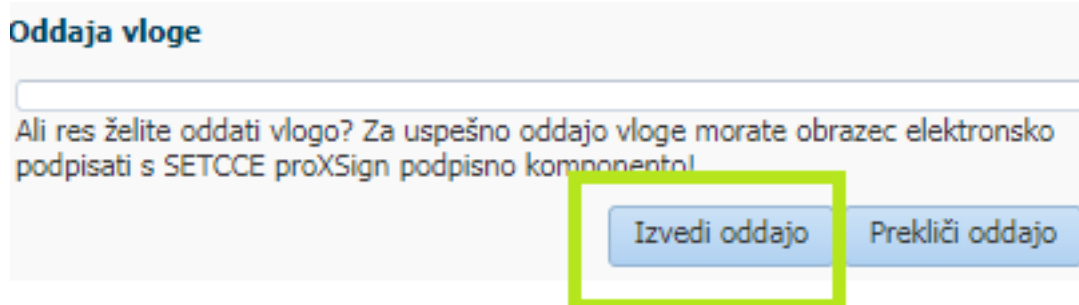 Oddaja vloge
Ali res želite oddati vlogo? Za uspešno oddajo vloge morate obrazec elektronsko
podpisati s SETCCE proXSign podpisno komponento!
Izvedi oddajo Prekliči oddajo